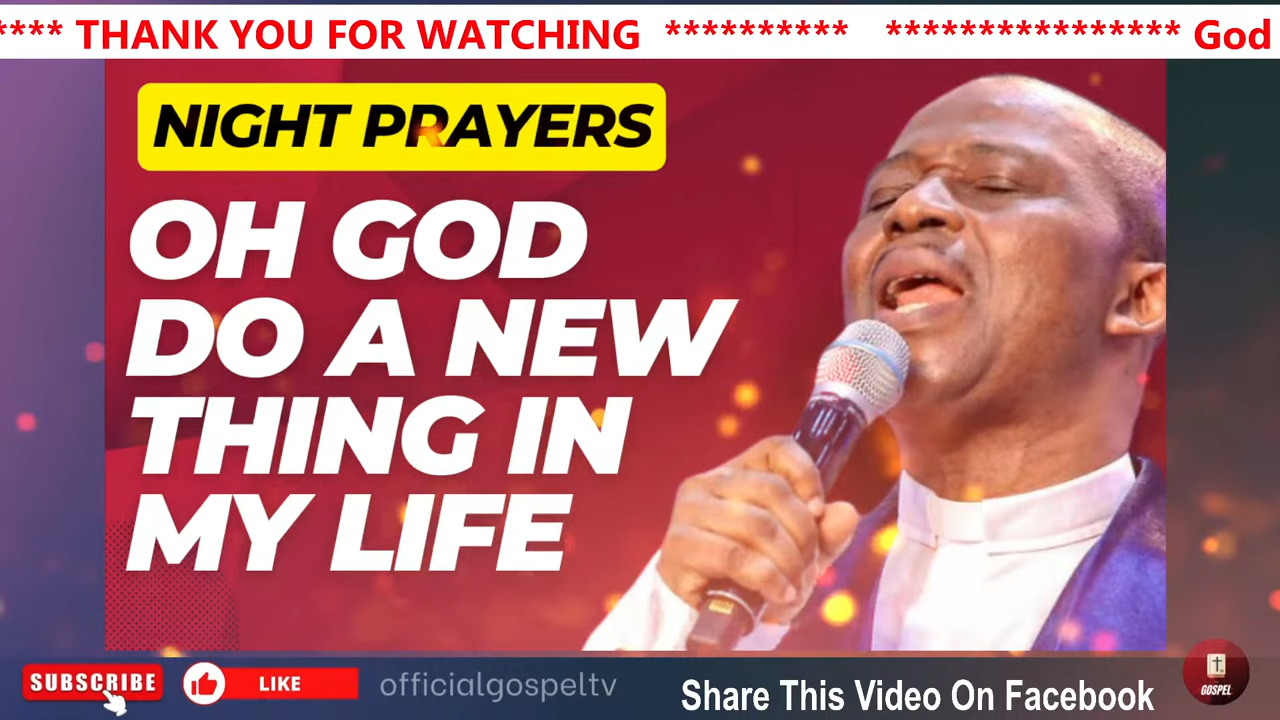 **** THANK YOU FOR WATCHING ********** **************** God
NIGHT PRAYERS
OH GOD
DO A NEW
THING IN
MY LIFE
SUBSCRIBE
LIKE
officialgospeltv
Share This Video On Facebook
GOSPEL